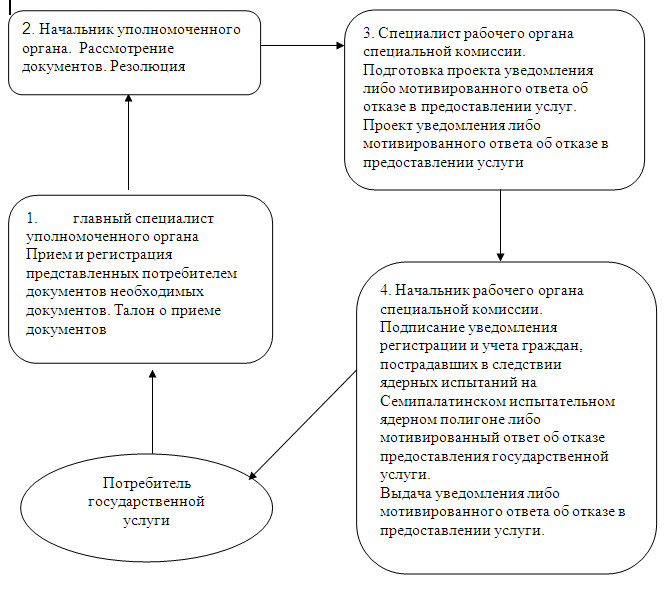 2. Начальник уполномоченного
органа.  Рассмотрение
документов. Резолюция
3. Специалист рабочего органа
специальной комиссии.
Подготовка проекта уведомления
либо мотивированного ответа об
отказе в предоставлении услуг.
Проект уведомления либо
мотивированного ответа об отказе в
предоставлении услуги
1. главный специалист
уполномоченного органа
Прием и регистрация
представленных потребителем
документов необходимых
документов. Талон о приеме
документов
4. Начальник рабочего органа
специальной комиссии.
Подписание уведомления
регистрации и учета граждан,
пострадавших в следствии
ядерных испытаний на
Семипалатинском испытательном
ядерном полигоне либо
мотивированный ответ об отказе
предоставления государственной
услуги.
Выдача уведомления либо
мотивированного ответа об отказе в
предоставлении услуги.
Потребитель
государственной
услуги